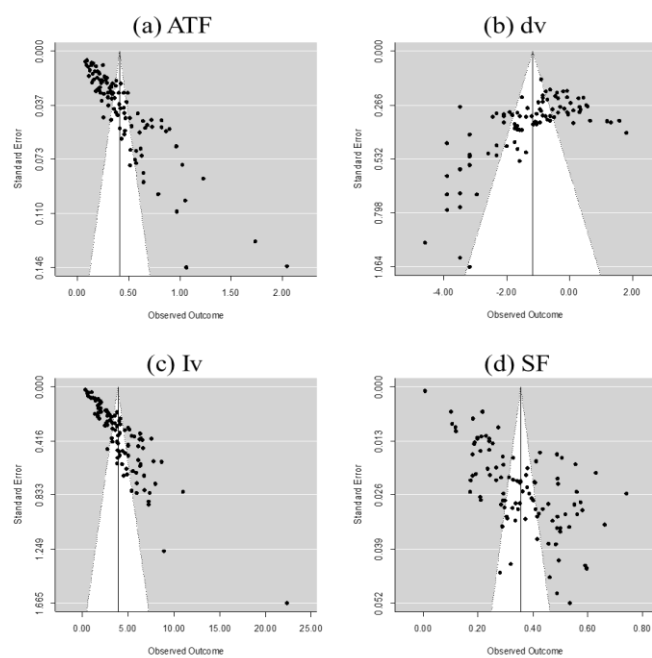 (a) ATF
Standard Error
0.000
0.037
0.073
0.110
0.146
0.00 0.50 1.00 1.50 2.00
Observed Outcome
(b) dv
Standard Error
0.000
0.266
0.532
0.798
1.064
-4.00 -2.00 0.00 2.00
Observed Outcome
(c) Iv
Standard Error
0.000
0.416
0.833
1.249
1.665
0.00 5.00 10.00 15.00 20.00 25.00
Observed Outcome
(d) SF
Standard Error
0.000
0.013
0.026
0.039
0.052
0.00 0.20 0.40 0.60 0.80
Observed Outcome